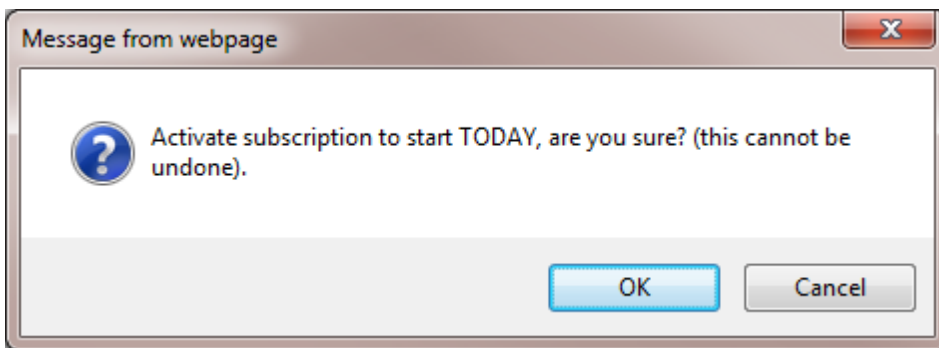 Message from webpage
Activate subscription to start TODAY, are you sure? (this cannot be
undone).
OK
Cancel